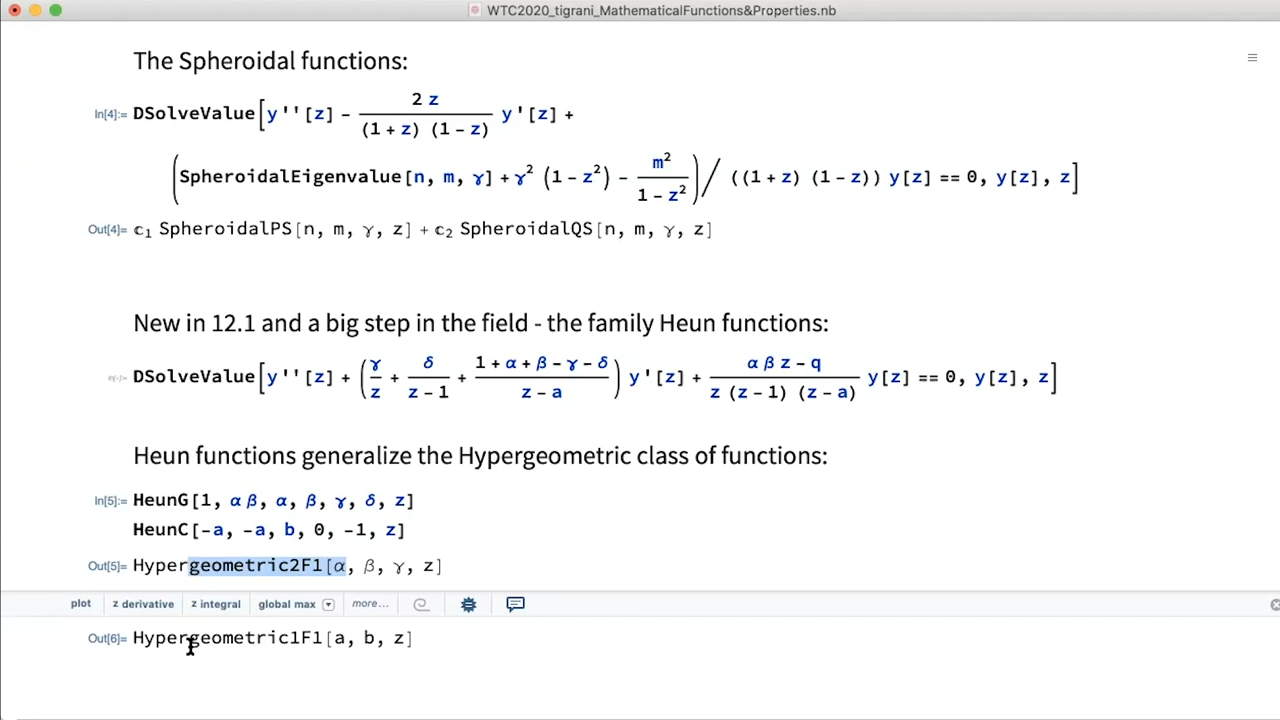 WTC2020_tigrani_MathematicalFunctions&Properties.nb
The Spheroidal functions:
In[4]:= DSolveValue[y''[z] - 2 z / ((1 + z) (1 - z)) y'[z] +
(SpheroidalEigenvalue[n, m, γ] + γ² (1 - z²) - m² / (1 - z²)) / ((1 + z) (1 - z)) y[z] == 0, y[z], z]
Out[4]= ℂ₁ SpheroidalPS[n, m, γ, z] + ℂ₂ SpheroidalQS[n, m, γ, z]
New in 12.1 and a big step in the field - the family Heun functions:
In[•]:= DSolveValue[y''[z] + (γ / z + δ / (z - 1) + (1 + α + β - γ - δ) / (z - a)) y'[z] + (α β z - q) / (z (z - 1) (z - a)) y[z] == 0, y[z], z]
Heun functions generalize the Hypergeometric class of functions:
In[5]:= HeunG[1, α β, α, β, γ, δ, z]
HeunC[-a, -a, b, 0, -1, z]
Out[5]= Hypergeometric2F1[α, β, γ, z]
plot z derivative z integral global max more...
Out[6]= Hypergeometric1F1[a, b, z]